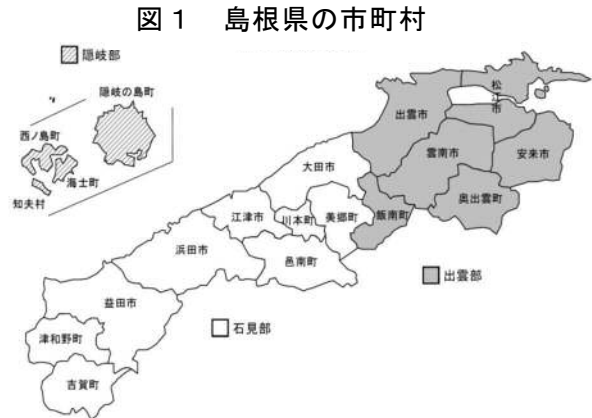 図1 島根県の市町村
隠岐部
隠岐の島町
西ノ島町
海士町
知夫村
松江市
出雲市
雲南市
安来市
大田市
奥出雲町
飯南町
美郷町
川本町
江津市
浜田市
邑南町
出雲部
益田市
石見部
津和野町
吉賀町